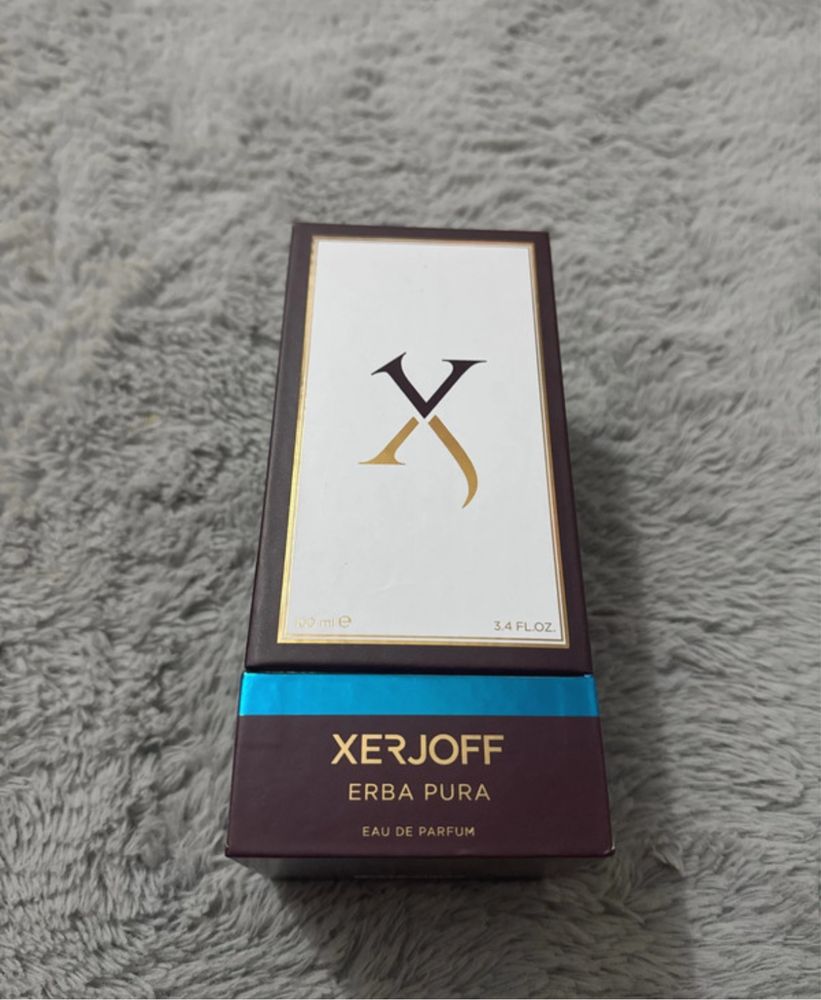 X
100 ml e
3.4 FL.OZ.
XERJOFF
ERBA PURA
EAU DE PARFUM